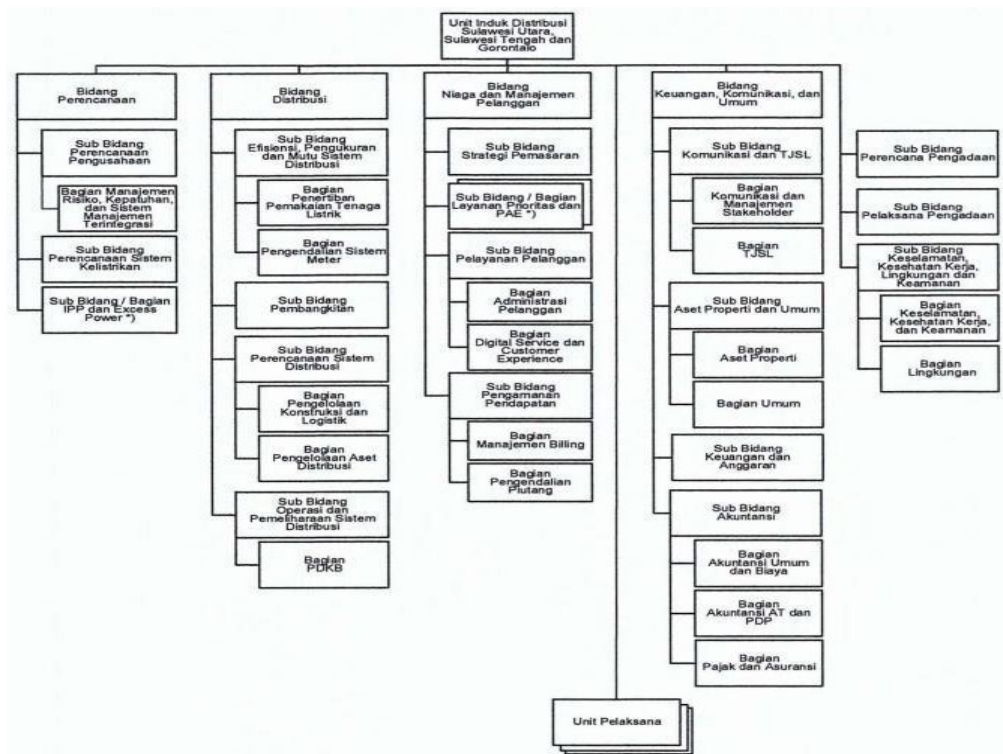 Unit Induk Distribusi
Sulawesi Utara,
Sulawesi Tengah dan
Gorontalo
Bidang
Perencanaan
Sub Bidang
Perencanaan
Pengusahaan
Bagian Manajemen
Risiko, Kepatuhan,
dan Sistem
Manajemen
Terintegrasi
Sub Bidang
Perencanaan Sistem
Kelistrikan
Sub Bidang / Bagian
IPP dan Excess
Power *)
Bidang
Distribusi
Sub Bidang
Efisiensi, Pengukuran
dan Mutu Sistem
Distribusi
Bagian
Penertiban
Pemakaian Tenaga
Listrik
Bagian
Pengendalian Sistem
Meter
Sub Bidang
Pembangkitan
Sub Bidang
Perencanaan Sistem
Distribusi
Bagian
Pengelolaan
Konstruksi dan
Logistik
Bagian
Pengelolaan Aset
Distribusi
Sub Bidang
Operasi dan
Pemeliharaan Sistem
Distribusi
Bagian
PDKB
Bidang
Niaga dan Manajemen
Pelanggan
Sub Bidang
Strategi Pemasaran
Sub Bidang / Bagian
Layanan Prioritas dan
PAE *)
Sub Bidang
Pelayanan Pelanggan
Bagian
Administrasi
Pelanggan
Bagian
Digital Service dan
Customer
Experience
Sub Bidang
Pengamanan
Pendapatan
Bagian
Manajemen Billing
Bagian
Pengendalian
Piutang
Bidang
Keuangan, Komunikasi, dan
Umum
Sub Bidang
Komunikasi dan TJSL
Bagian
Komunikasi dan
Manajemen
Stakeholder
Bagian
TJSL
Sub Bidang
Aset Properti dan Umum
Bagian
Aset Properti
Bagian Umum
Sub Bidang
Keuangan dan
Anggaran
Sub Bidang
Akuntansi
Bagian
Akuntansi Umum
dan Biaya
Bagian
Akuntansi AT dan
PDP
Bagian
Pajak dan Asuransi
Sub Bidang
Perencana Pengadaan
Sub Bidang
Pelaksana Pengadaan
Sub Bidang
Keselamatan,
Kesehatan Kerja,
Lingkungan dan
Keamanan
Bagian
Keselamatan,
Kesehatan Kerja,
dan Keamanan
Bagian
Lingkungan
Unit Pelaksana